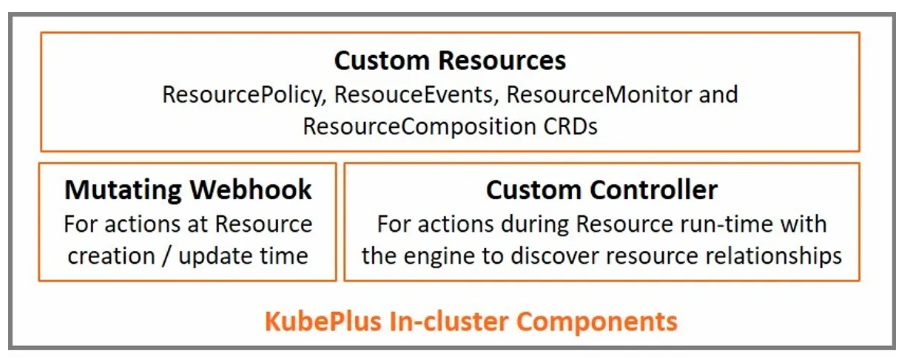 Custom Resources
ResourcePolicy, ResouceEvents, ResourceMonitor and
ResourceComposition CRDs
Mutating Webhook
For actions at Resource
creation / update time
Custom Controller
For actions during Resource run-time with
the engine to discover resource relationships
KubePlus In-cluster Components